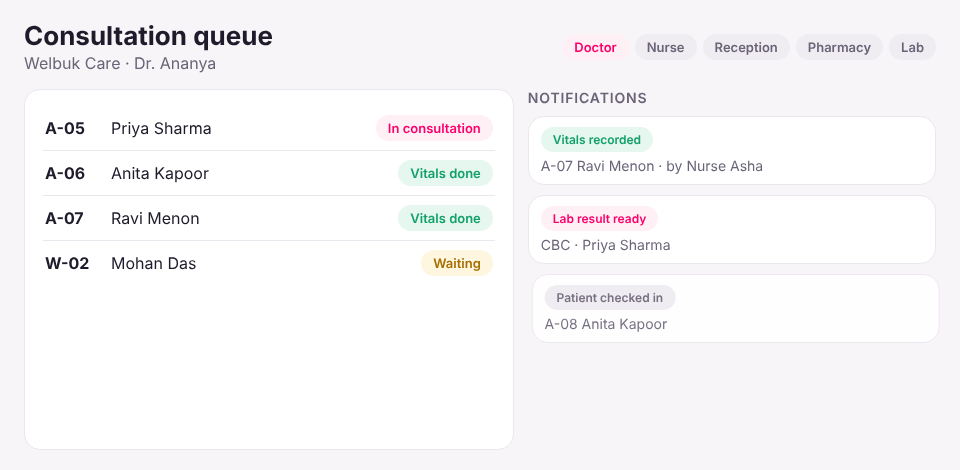 Consultation queue
Welbuk Care · Dr. Ananya
Doctor Nurse Reception Pharmacy Lab
A-05 Priya Sharma In consultation
A-06 Anita Kapoor Vitals done
A-07 Ravi Menon Vitals done
W-02 Mohan Das Waiting
NOTIFICATIONS
Vitals recorded
A-07 Ravi Menon · by Nurse Asha
Lab result ready
CBC · Priya Sharma
Patient checked in
A-08 Anita Kapoor